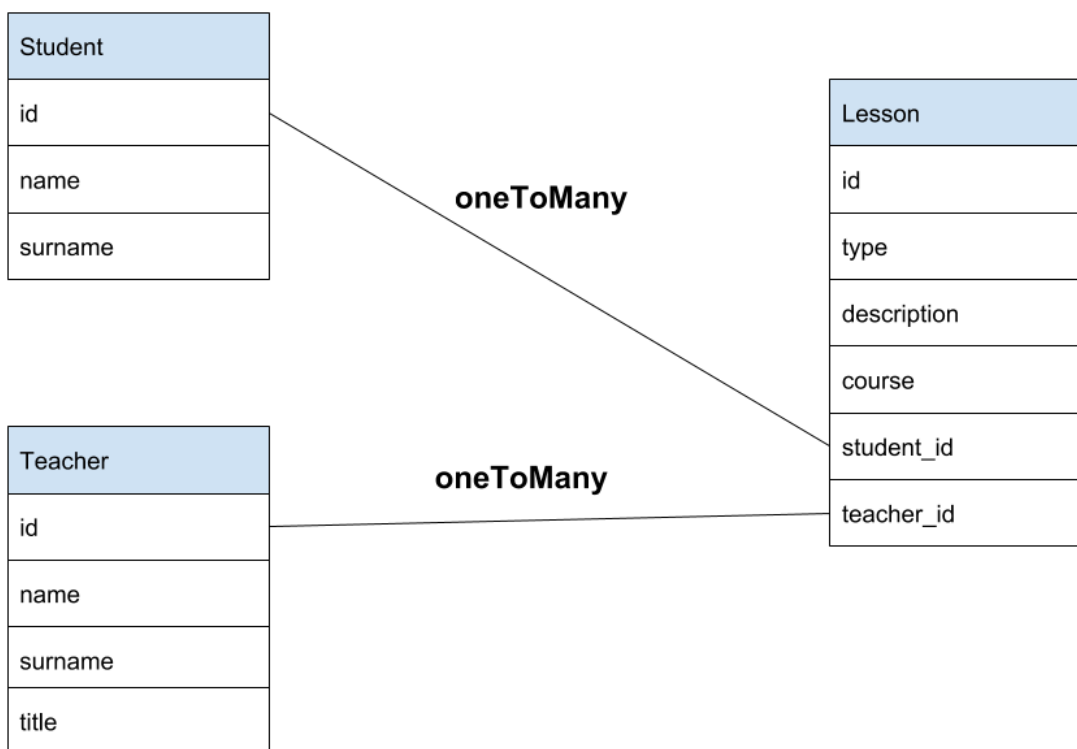 Student
id
name
surname
oneToMany
Lesson
id
type
description
course
student_id
teacher_id
Teacher
id
name
surname
title
oneToMany